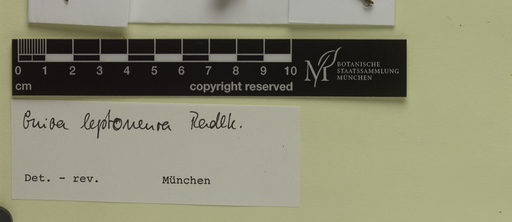 0 1 2 3 4 5 6 7 8 9 10
cm copyright reserved
BOTANISCHE
STAATSSAMMLUNG
MÜNCHEN
leptoneura Radlk.
Det. - rev. München